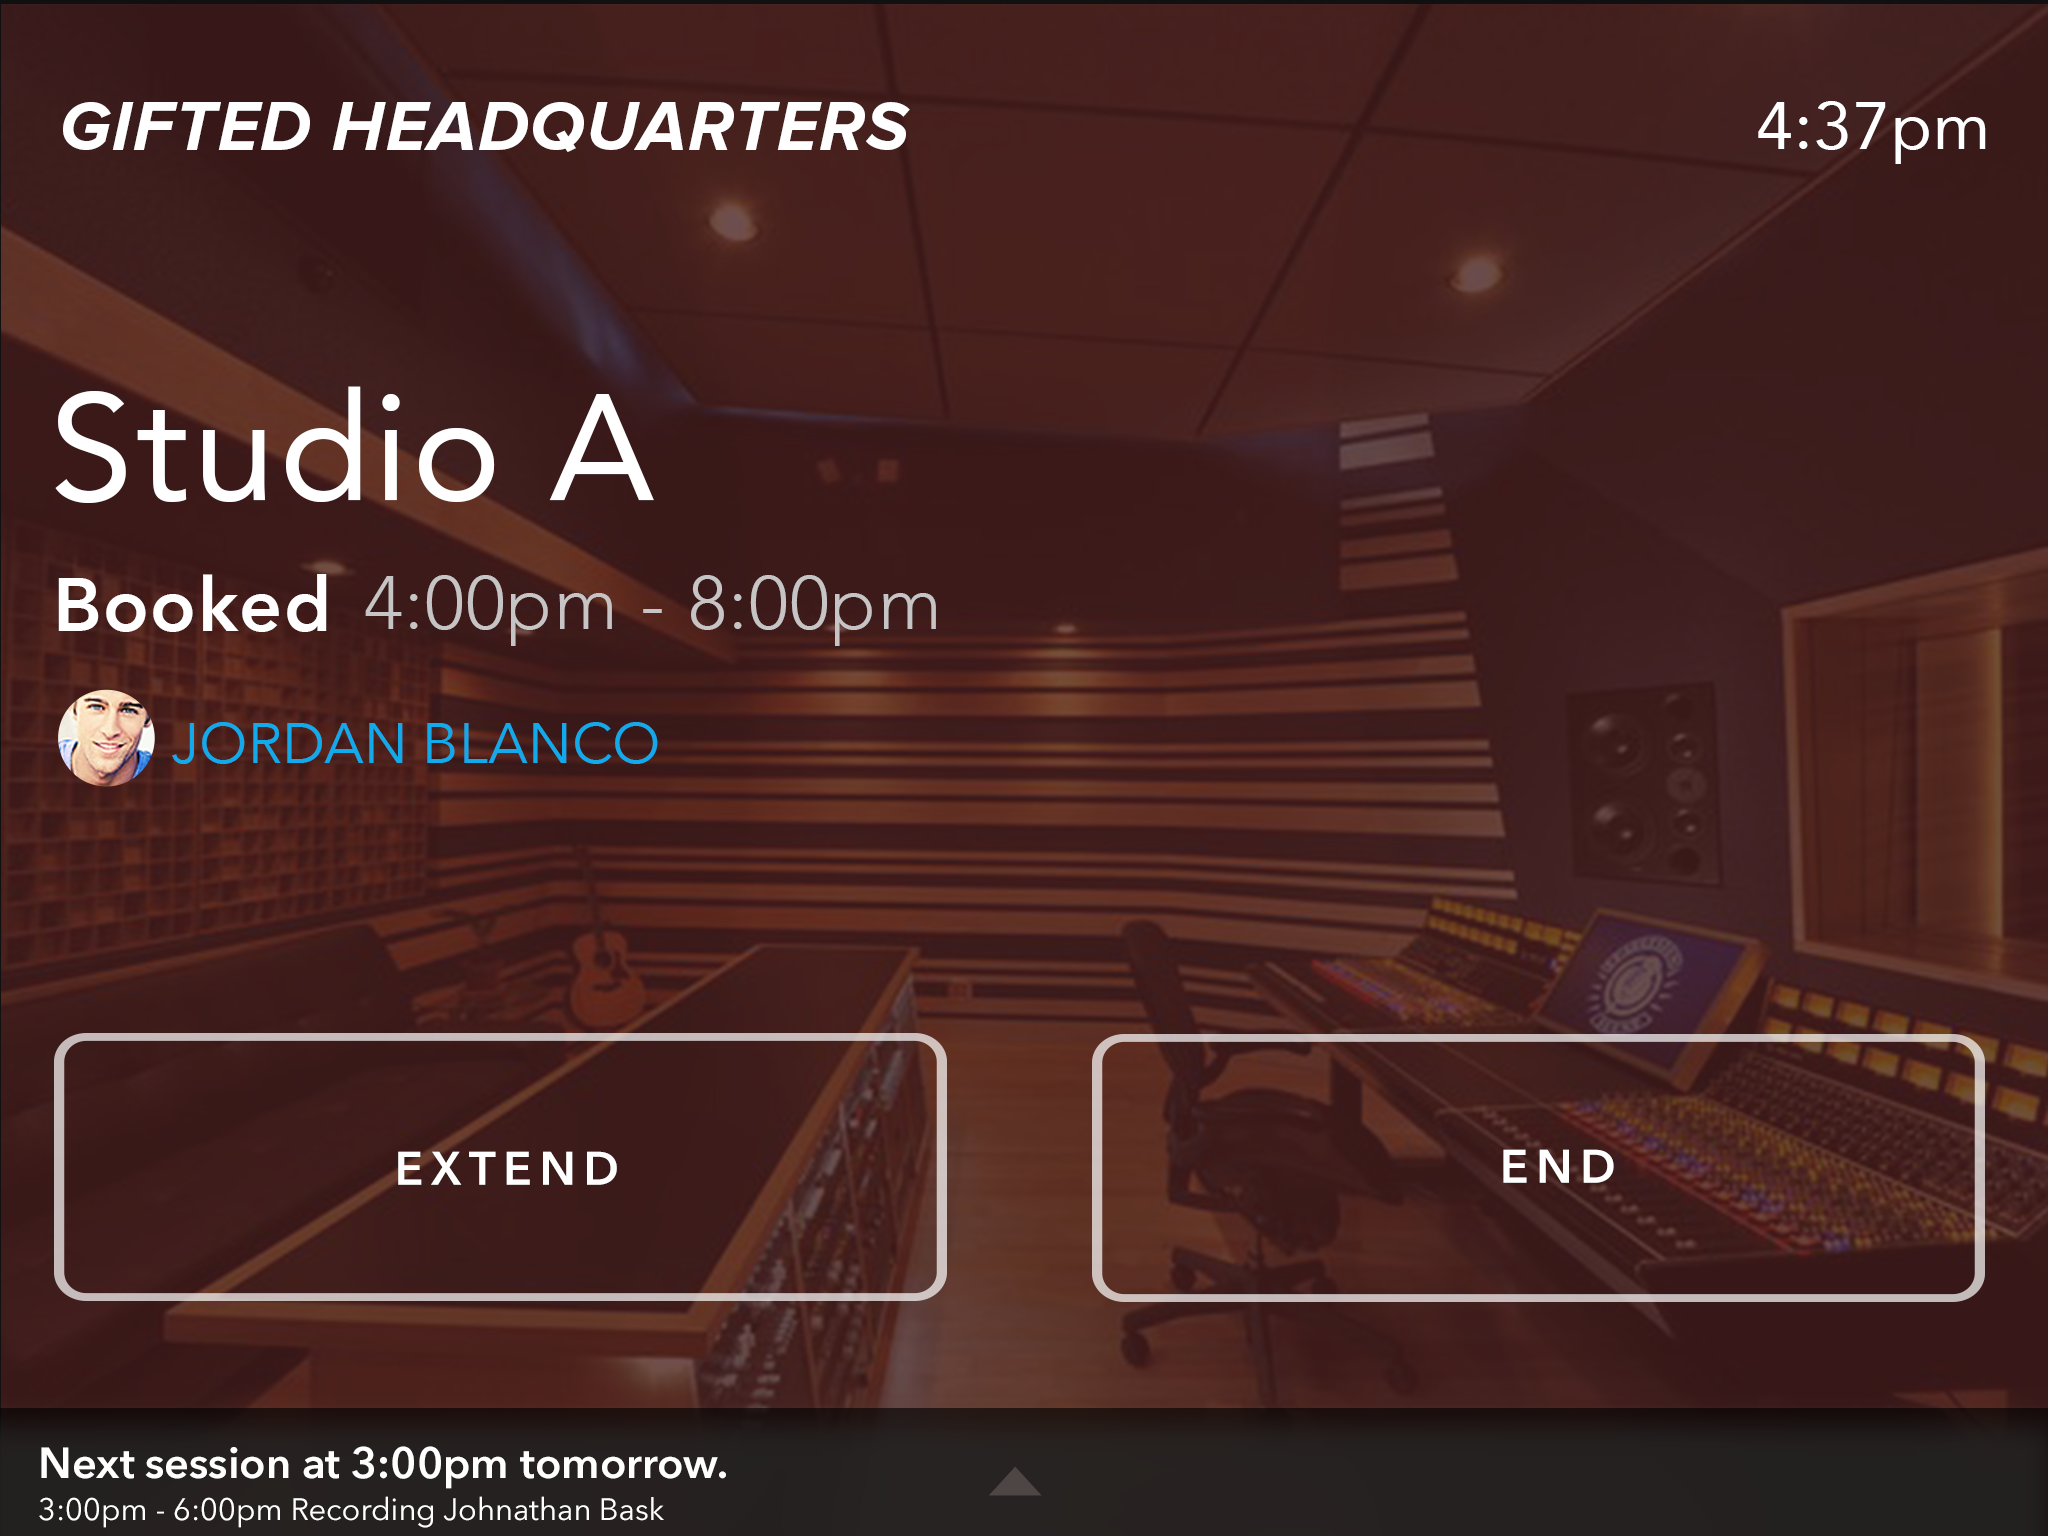 GIFTED HEADQUARTERS
4:37pm
Studio A
Booked 4:00pm - 8:00pm
JORDAN BLANCO
EXTEND
END
Next session at 3:00pm tomorrow.
3:00pm - 6:00pm Recording Johnathan Bask